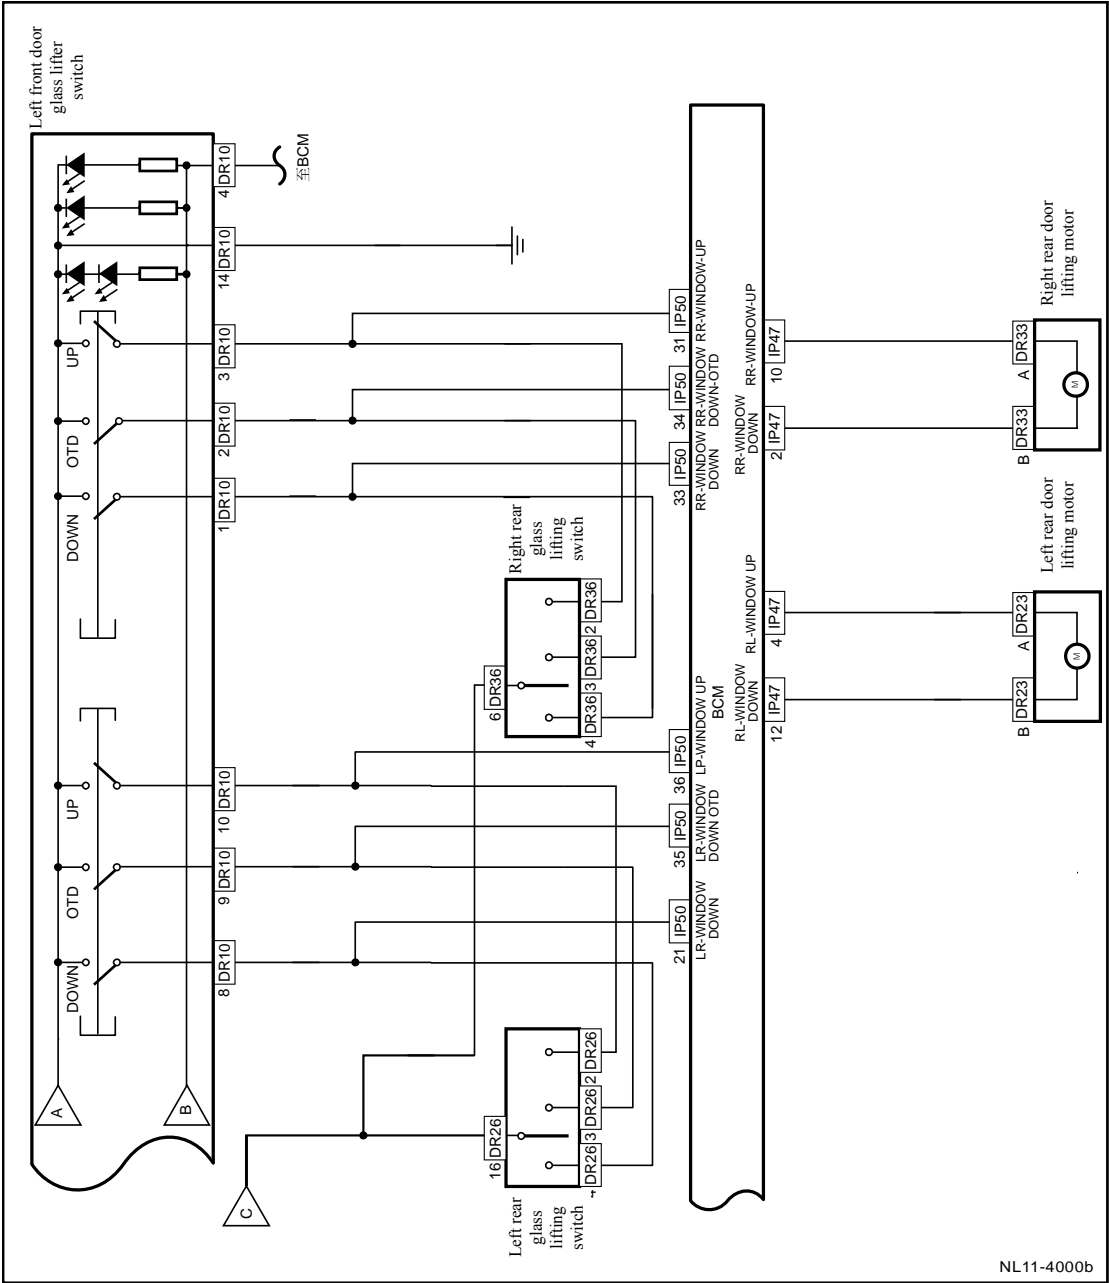 Left front door
glass lifter
switch
4 DR10
至BCM
14 DR10
UP
3 DR10
OTD
2 DR10
DOWN
1 DR10
UP
10 DR10
OTD
9 DR10
DOWN
8 DR10
A
B
C
Right rear
glass
lifting
switch
6 DR36
2 DR36
3 DR36
4 DR36
Left rear
glass
lifting
switch
16 DR26
2 DR26
3 DR26
DR26
31 IP50
RR-WINDOW-UP
34 IP50
RR-WINDOW
DOWN-OTD
33 IP50
RR-WINDOW
DOWN
36 IP50
LP-WINDOW UP
35 IP50
LR-WINDOW
DOWN OTD
21 IP50
LR-WINDOW
DOWN
BCM
RR-WINDOW-UP
10 IP47
RR-WINDOW
DOWN
2 IP47
RL-WINDOW UP
4 IP47
RL-WINDOW
DOWN
12 IP47
Right rear door
lifting motor
A DR33
B DR33
M
Left rear door
lifting motor
A DR23
B DR23
M
NL11-4000b